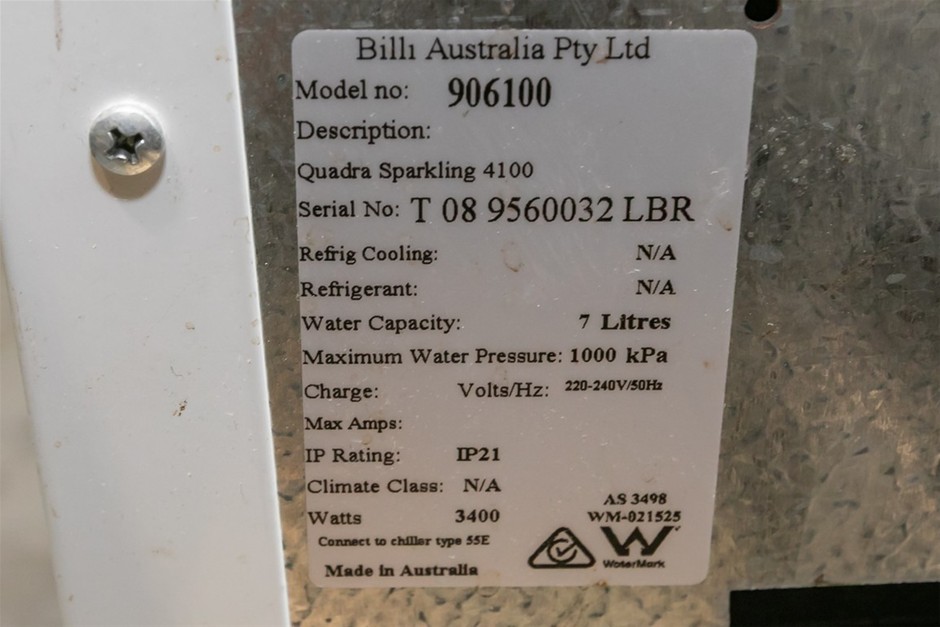 Billi Australia Pty Ltd
Model no: 906100
Description:
Quadra Sparkling 4100
Serial No: T 08 9560032 LBR
Refrig Cooling: N/A
Refrigerant: N/A
Water Capacity: 7 Litres
Maximum Water Pressure: 1000 kPa
Charge: Volts/Hz: 220-240V/50Hz
Max Amps:
IP Rating: IP21
Climate Class: N/A
AS 3498
Watts 3400 WM-021525
Connect to chiller type 55E
WaterMark
Made in Australia